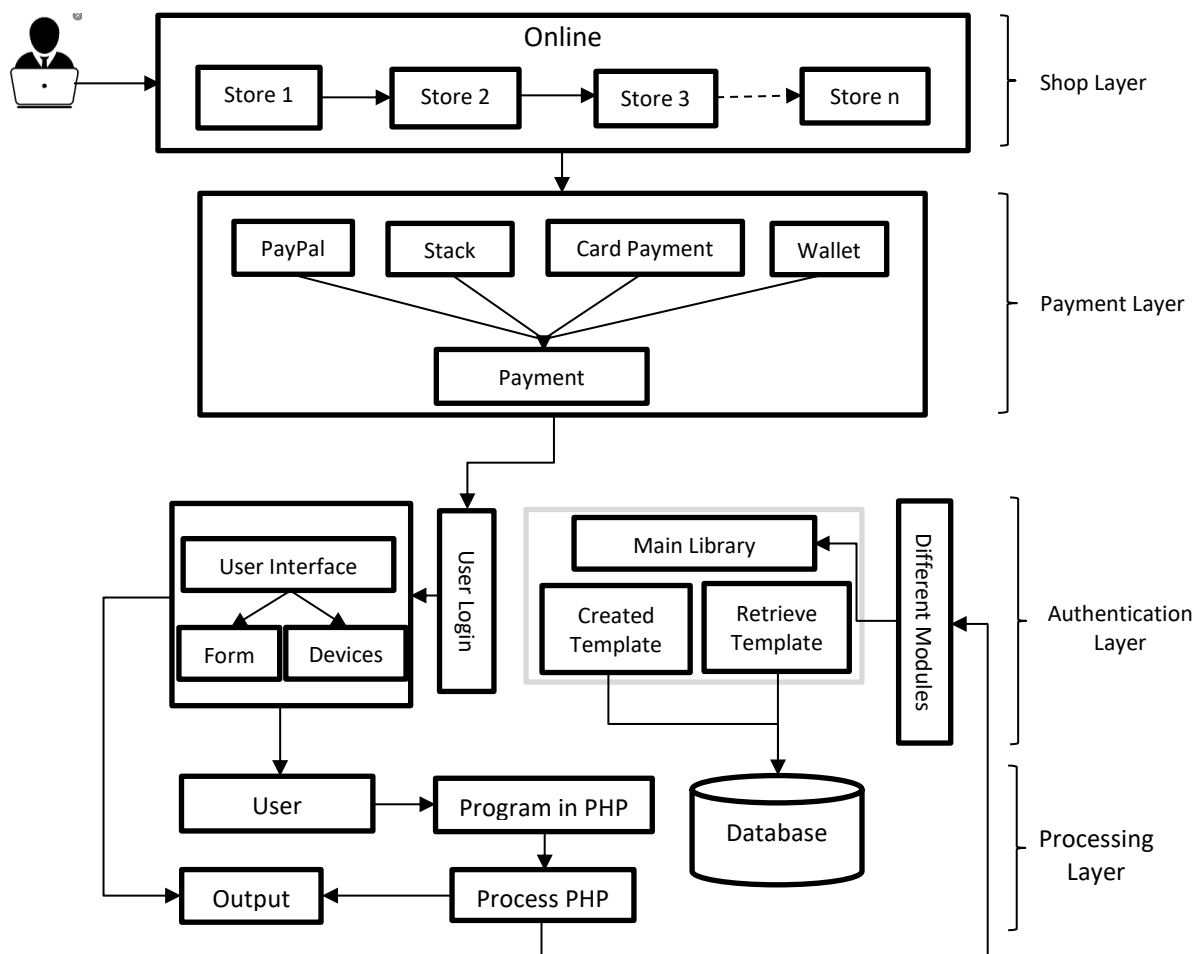 Online
Store 1
Store 2
Store 3
Store n
Shop Layer
PayPal
Stack
Card Payment
Wallet
Payment
Payment Layer
User Interface
Form
Devices
User Login
Main Library
Created
Template
Retrieve
Template
Different Modules
Authentication
Layer
User
Program in PHP
Database
Output
Process PHP
Processing
Layer